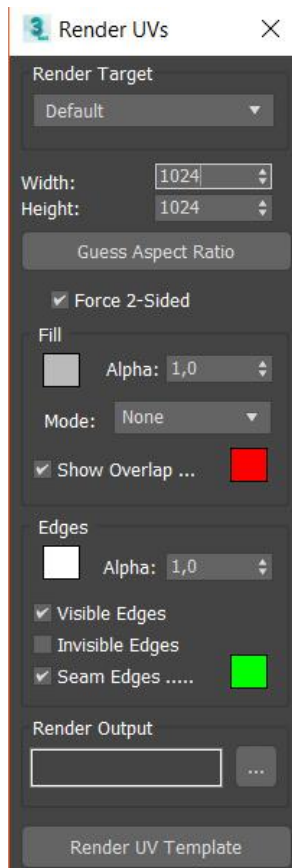 3 Render UVs
Render Target
Default
Width: 1024
Height: 1024
Guess Aspect Ratio
Force 2-Sided
Fill
Alpha: 1,0
Mode: None
Show Overlap ...
Edges
Alpha: 1,0
Visible Edges
Invisible Edges
Seam Edges .....
Render Output
...
Render UV Template